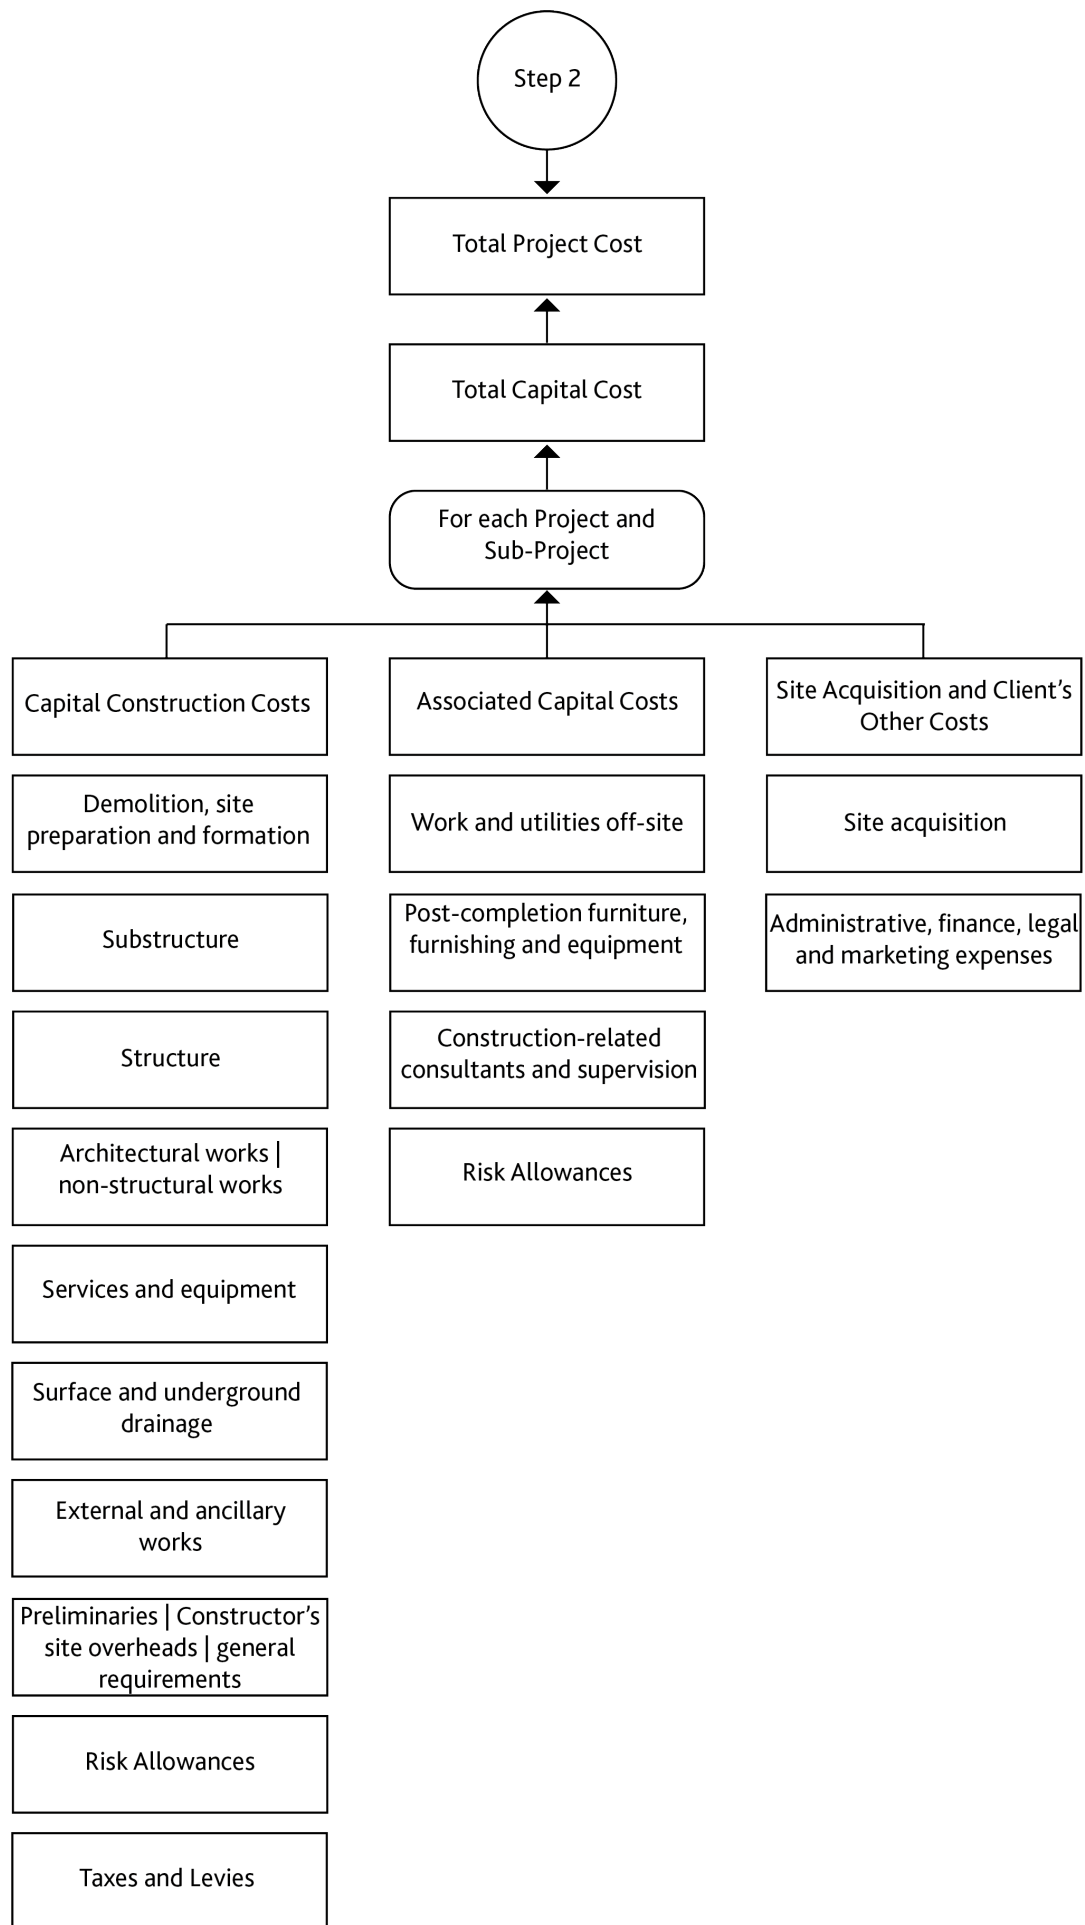 Step 2
Total Project Cost
Total Capital Cost
For each Project and
Sub-Project
Capital Construction Costs
Associated Capital Costs
Site Acquisition and Client’s
Other Costs
Demolition, site
preparation and formation
Work and utilities off-site
Site acquisition
Substructure
Post-completion furniture,
furnishing and equipment
Administrative, finance, legal
and marketing expenses
Structure
Construction-related
consultants and supervision
Architectural works |
non-structural works
Risk Allowances
Services and equipment
Surface and underground
drainage
External and ancillary
works
Preliminaries | Constructor’s
site overheads | general
requirements
Risk Allowances
Taxes and Levies